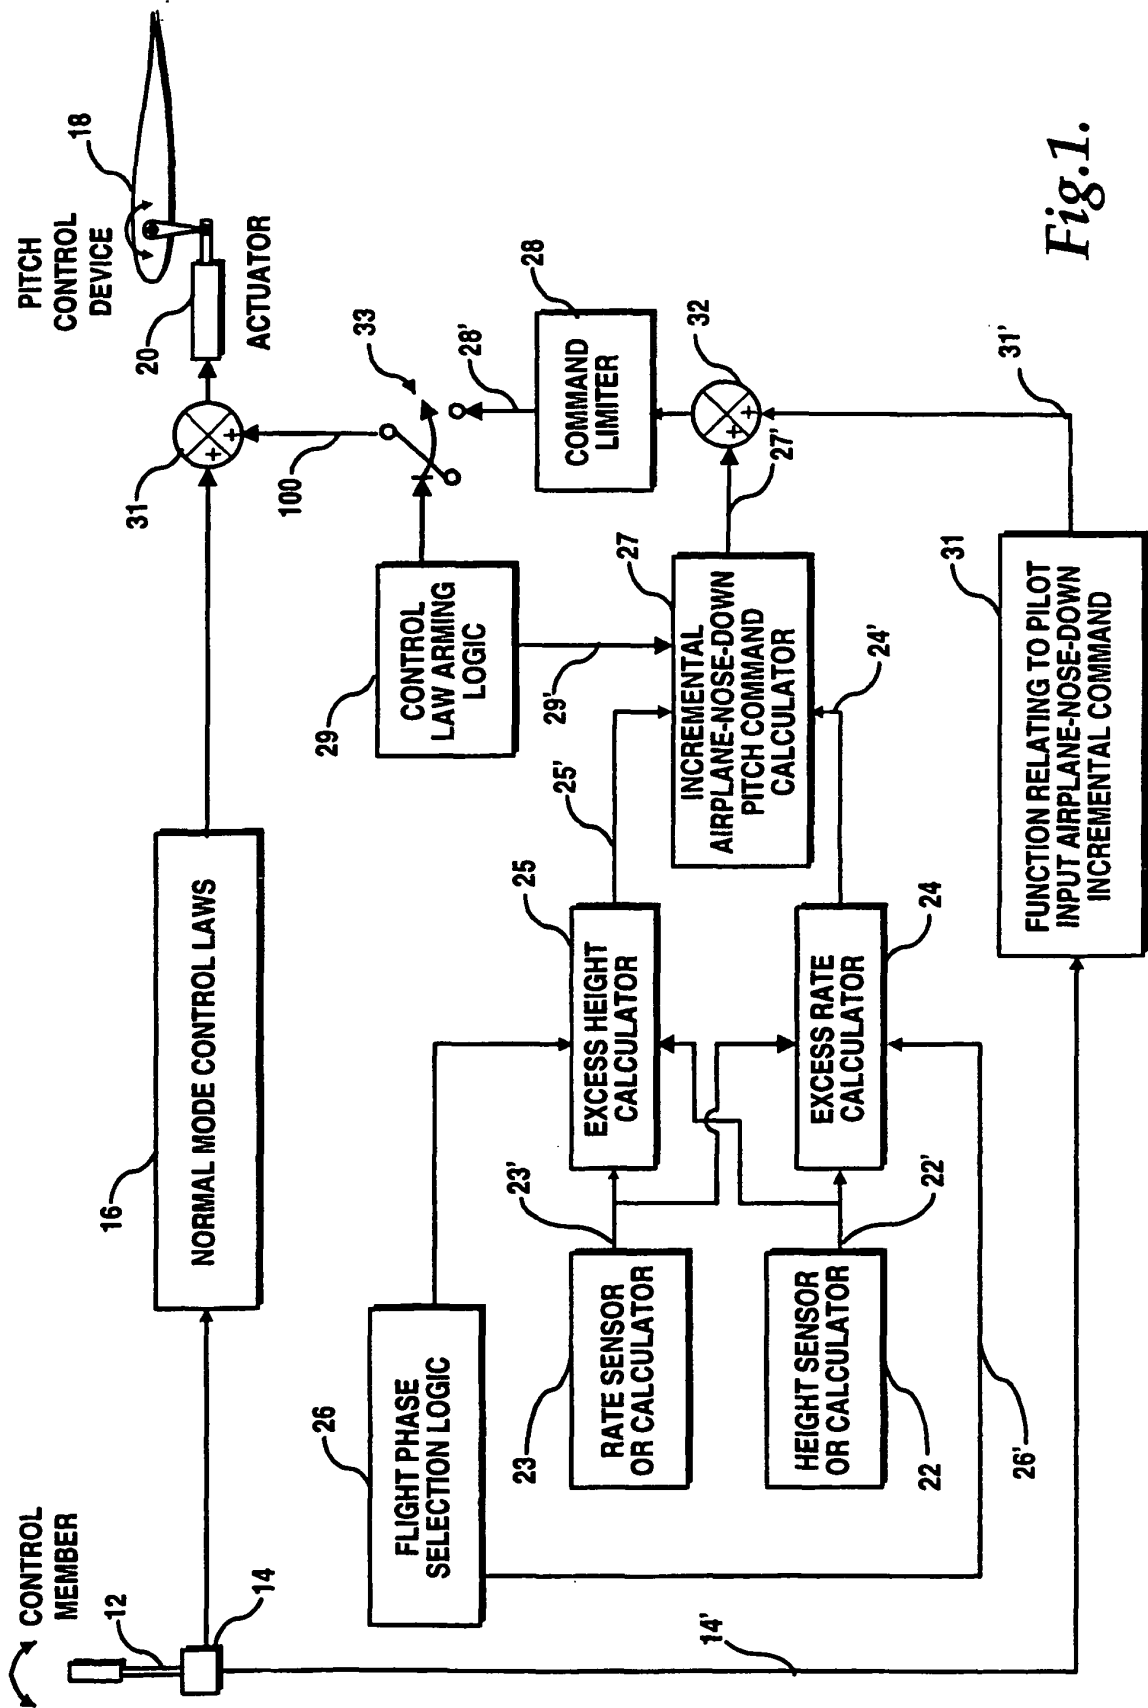 CONTROL
MEMBER
12
14
14'
16
NORMAL MODE CONTROL LAWS
31
PITCH
CONTROL
DEVICE
18
20
ACTUATOR
100
33
26
FLIGHT PHASE
SELECTION LOGIC
26'
29
CONTROL
LAW ARMING
LOGIC
29'
28'
28
COMMAND
LIMITER
23
RATE SENSOR
OR CALCULATOR
23'
25
EXCESS HEIGHT
CALCULATOR
25'
27
INCREMENTAL
AIRPLANE-NOSE-DOWN
PITCH COMMAND
CALCULATOR
27'
32
+
+
+
+
22
HEIGHT SENSOR
OR CALCULATOR
22'
24
EXCESS RATE
CALCULATOR
24'
31
FUNCTION RELATING TO PILOT
INPUT AIRPLANE-NOSE-DOWN
INCREMENTAL COMMAND
31'
Fig.1.